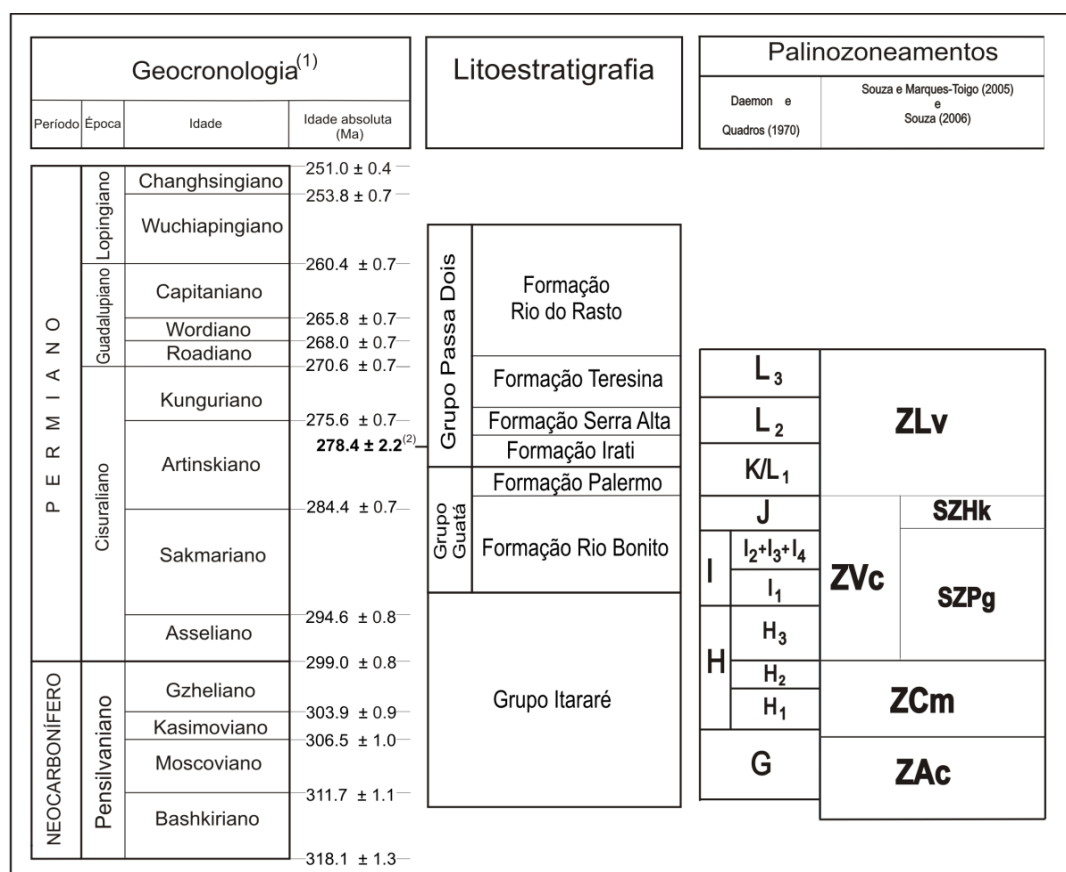 Geocronologia(1)
Período
Época
Idade
Idade absoluta
(Ma)
Litoestratigrafia
Palinozoneamentos
Daemon e
Quadros (1970)
Souza e Marques-Toigo (2005)
e
Souza (2006)
PERMIANO
NEOCARBONÍFERO
Lopingiano
Guadalupiano
Cisuraliano
Pensilvaniano
Changhsingiano
Wuchiapingiano
Capitaniano
Wordiano
Roadiano
Kunguriano
Artinskiano
Sakmariano
Asseliano
Gzheliano
Kasimoviano
Moscoviano
Bashkiriano
251.0 ± 0.4
253.8 ± 0.7
260.4 ± 0.7
265.8 ± 0.7
268.0 ± 0.7
270.6 ± 0.7
275.6 ± 0.7
278.4 ± 2.2(2)
284.4 ± 0.7
294.6 ± 0.8
299.0 ± 0.8
303.9 ± 0.9
306.5 ± 1.0
311.7 ± 1.1
318.1 ± 1.3
Grupo Passa Dois
Grupo
Guatá
Formação
Rio do Rasto
Formação Teresina
Formação Serra Alta
Formação Irati
Formação Palermo
Formação Rio Bonito
Grupo Itararé
L3
L2
K/L1
J
I
I2+I3+I4
I1
H
H3
H2
H1
G
ZLv
ZVc
SZHk
SZPg
ZCm
ZAc